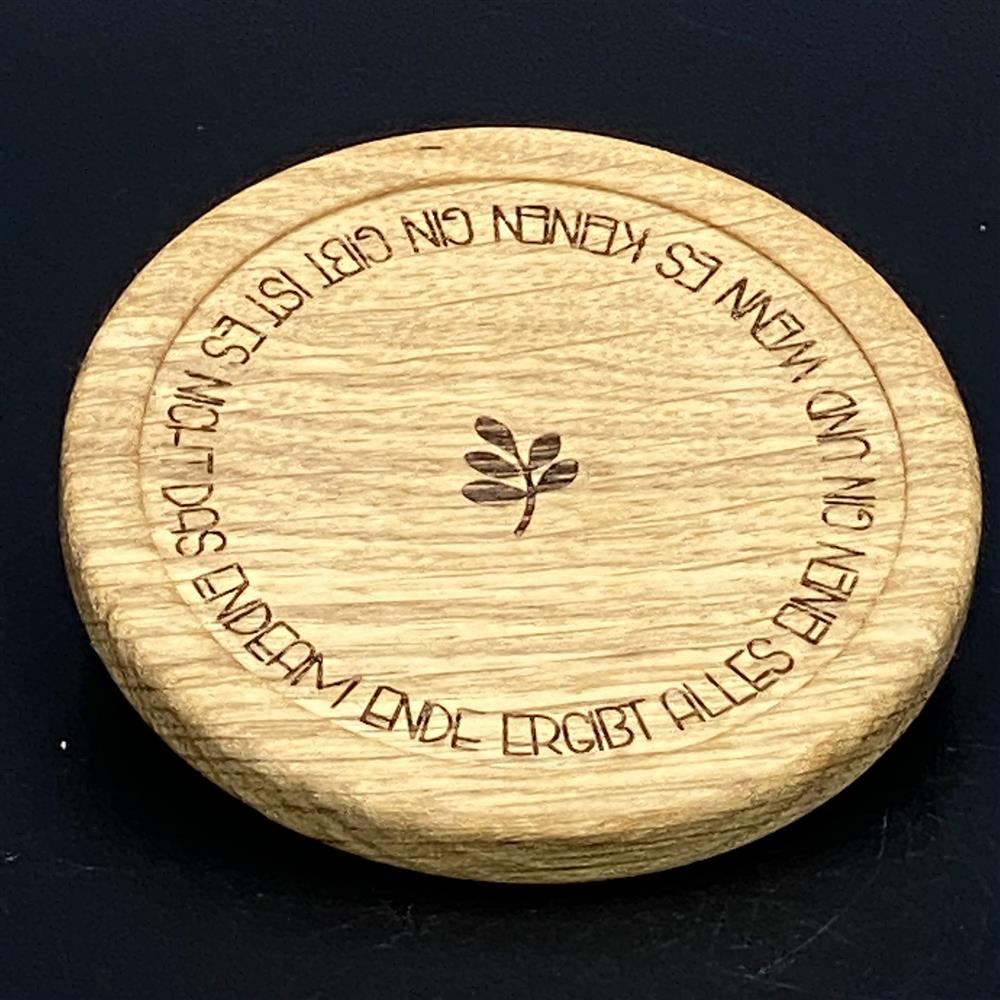 AM ENDE ERGIBT ALLES EINEN GIN UND WENN ES KEINEN GIN GIBT IST ES NICHT DAS ENDE